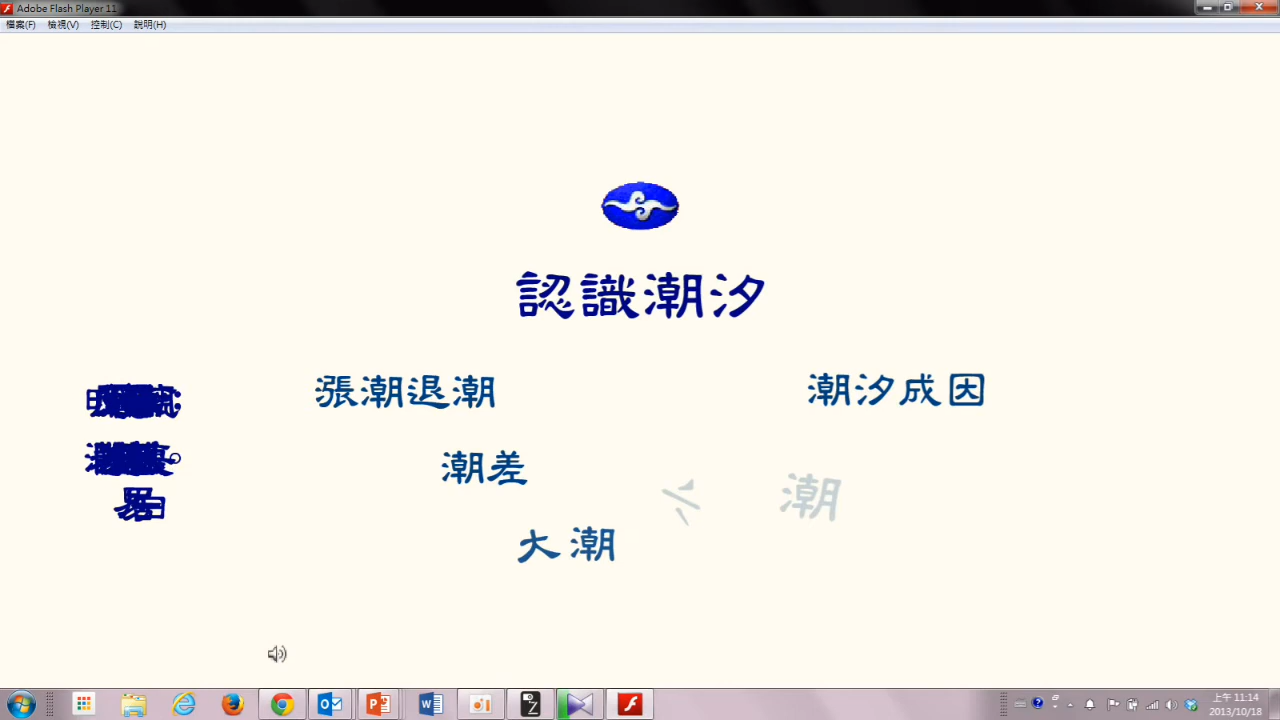 Adobe Flash Player 11
檔案(F) 檢視(V) 控制(C) 說明(H)
認識潮汐
張潮退潮
潮汐成因
潮差
潮
大潮
上午 11:14
2013/10/18